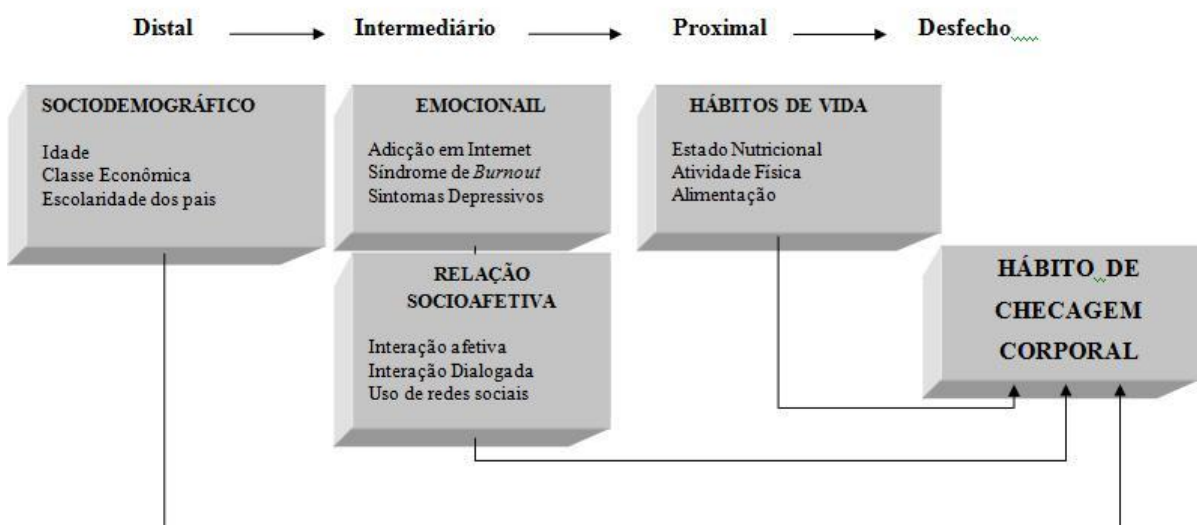 Distal Intermediário Proximal Desfecho
SOCIODEMOGRÁFICO
Idade
Classe Econômica
Escolaridade dos pais
EMOCIONAIL
Adicção em Internet
Síndrome de Burnout
Sintomas Depressivos
RELAÇÃO
SOCIOAFETIVA
Interação afetiva
Interação Dialogada
Uso de redes sociais
HÁBITOS DE VIDA
Estado Nutricional
Atividade Física
Alimentação
HÁBITO DE
CHECAGEM
CORPORAL